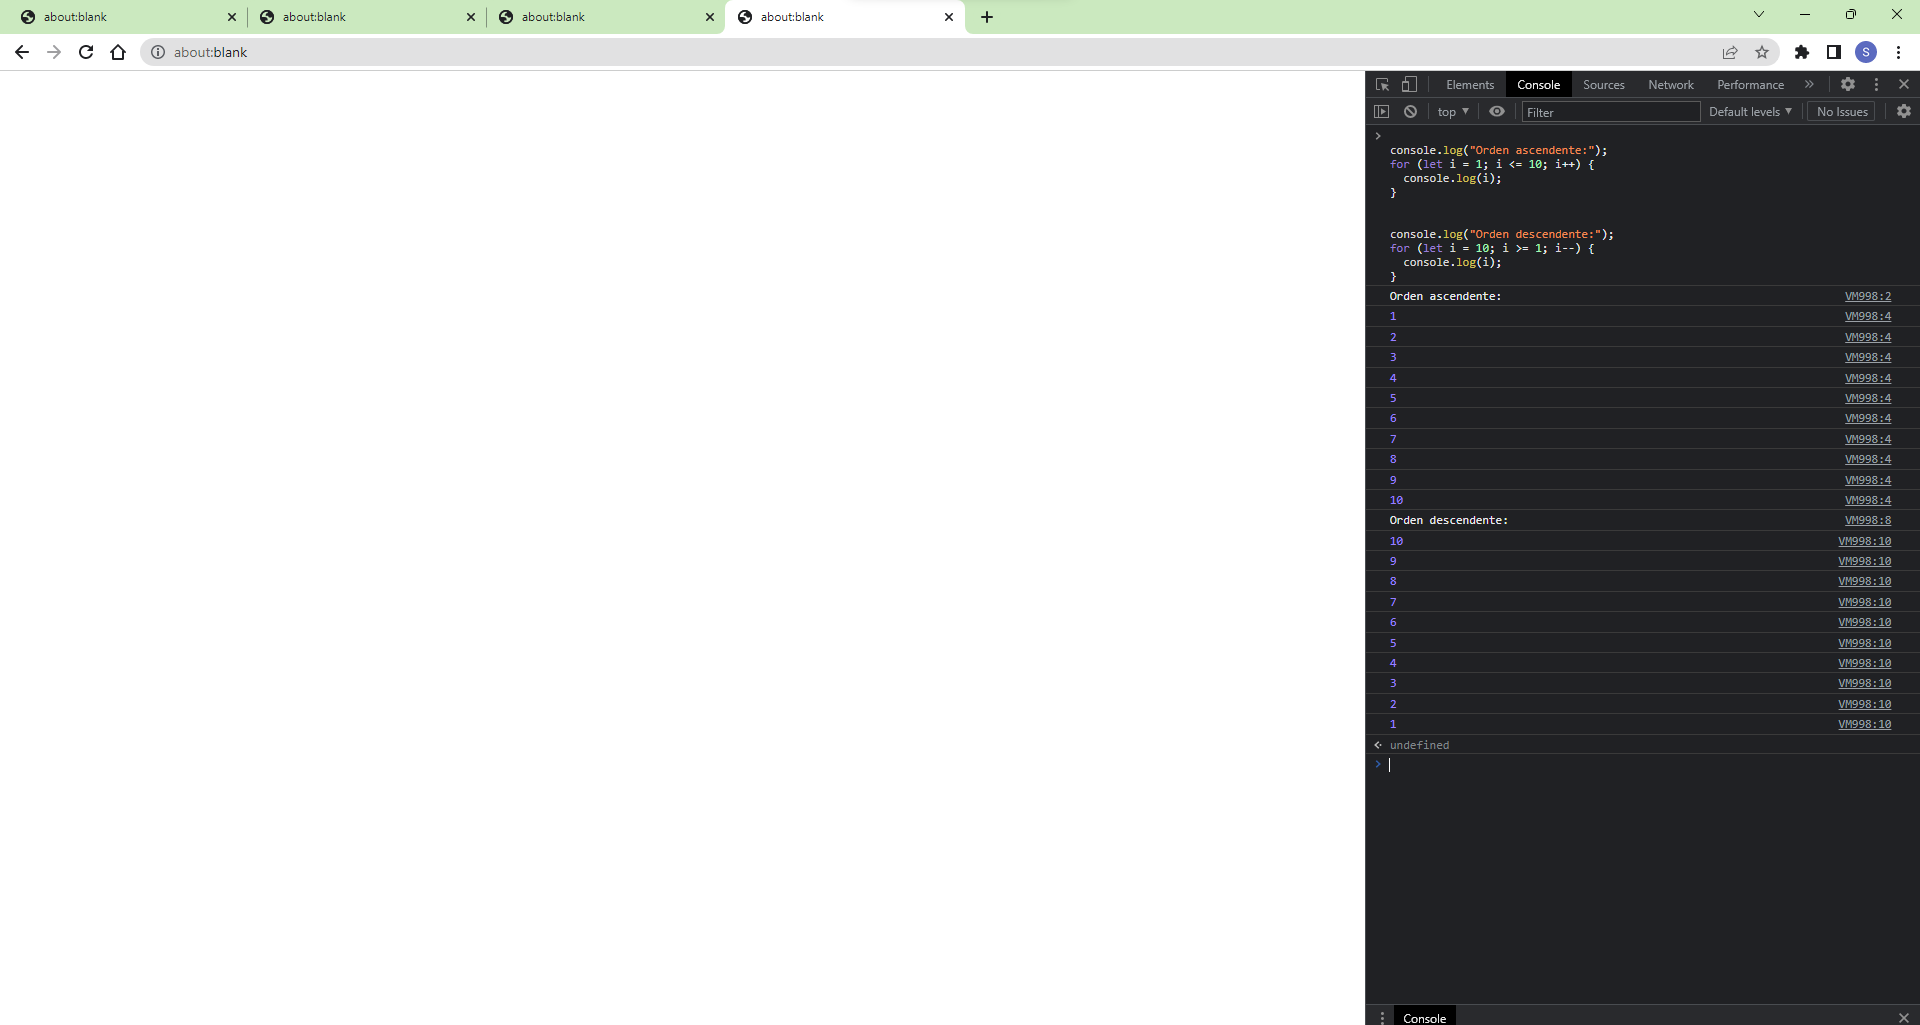 about:blank
about:blank
about:blank
about:blank
about:blank
S
Elements Console Sources Network Performance
top Filter Default levels No Issues
console.log("Orden ascendente:");
for (let i = 1; i <= 10; i++) {
console.log(i);
}
console.log("Orden descendente:");
for (let i = 10; i >= 1; i--) {
console.log(i);
}
Orden ascendente: VM998:2
1 VM998:4
2 VM998:4
3 VM998:4
4 VM998:4
5 VM998:4
6 VM998:4
7 VM998:4
8 VM998:4
9 VM998:4
10 VM998:4
Orden descendente: VM998:8
10 VM998:10
9 VM998:10
8 VM998:10
7 VM998:10
6 VM998:10
5 VM998:10
4 VM998:10
3 VM998:10
2 VM998:10
1 VM998:10
undefined
Console